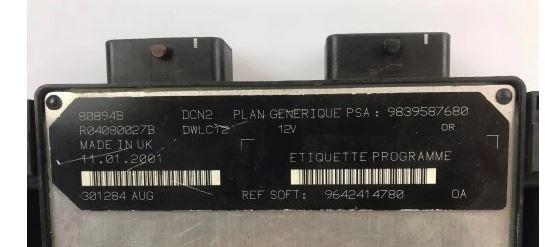 80894B DCN2 PLAN GENERIQUE PSA : 9839587680
R04080027B DWLC12 12V OR
MADE IN UK
11.01.2001 ETIQUETTE PROGRAMME
301284 AUG REF SOFT: 9642414780 OA